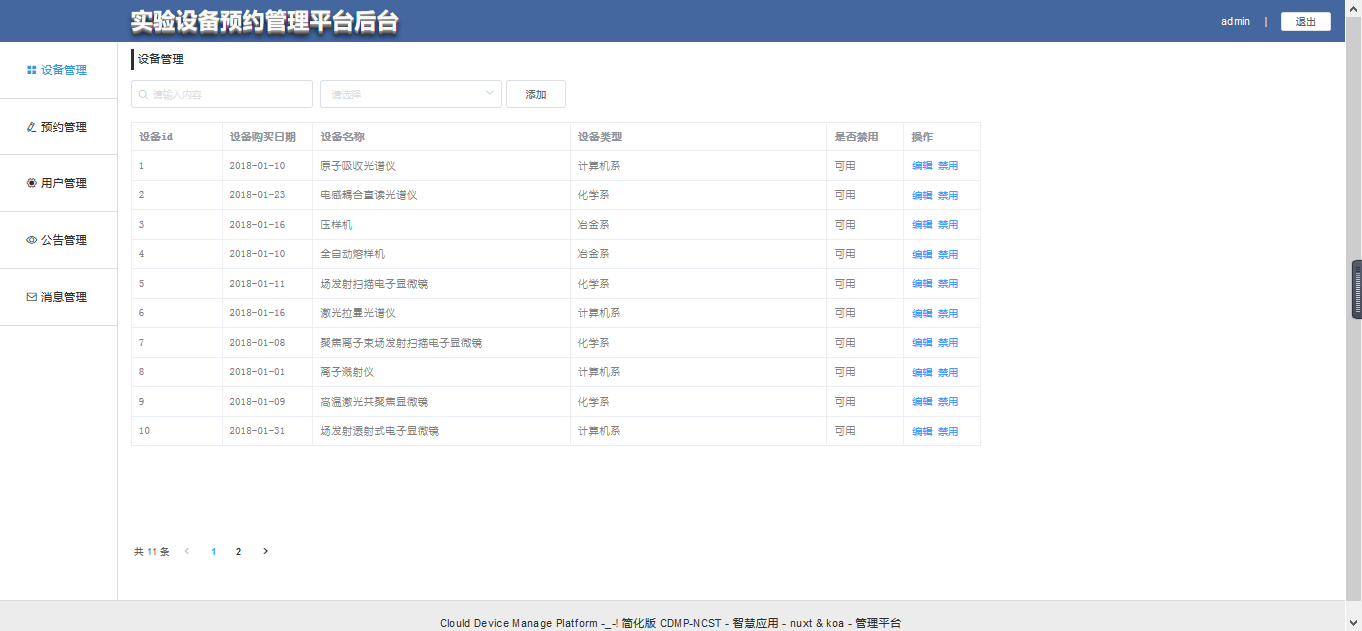 实验设备预约管理平台后台
admin | 退出
设备管理
预约管理
用户管理
公告管理
消息管理
设备管理
请输入内容 请选择 添加
设备id 设备购买日期 设备名称 设备类型 是否禁用 操作
1 2018-01-10 原子吸收光谱仪 计算机系 可用 编辑 禁用
2 2018-01-23 电感耦合直读光谱仪 化学系 可用 编辑 禁用
3 2018-01-16 压样机 冶金系 可用 编辑 禁用
4 2018-01-10 全自动熔样机 冶金系 可用 编辑 禁用
5 2018-01-11 场发射扫描电子显微镜 化学系 可用 编辑 禁用
6 2018-01-16 激光拉曼光谱仪 计算机系 可用 编辑 禁用
7 2018-01-08 聚焦离子束场发射扫描电子显微镜 化学系 可用 编辑 禁用
8 2018-01-01 离子溅射仪 计算机系 可用 编辑 禁用
9 2018-01-09 高温激光共聚焦显微镜 化学系 可用 编辑 禁用
10 2018-01-31 场发射透射式电子显微镜 计算机系 可用 编辑 禁用
共 11 条 1 2
Clould Device Manage Platform -_-! 简化版 CDMP-NCST - 智慧应用 - nuxt & koa - 管理平台